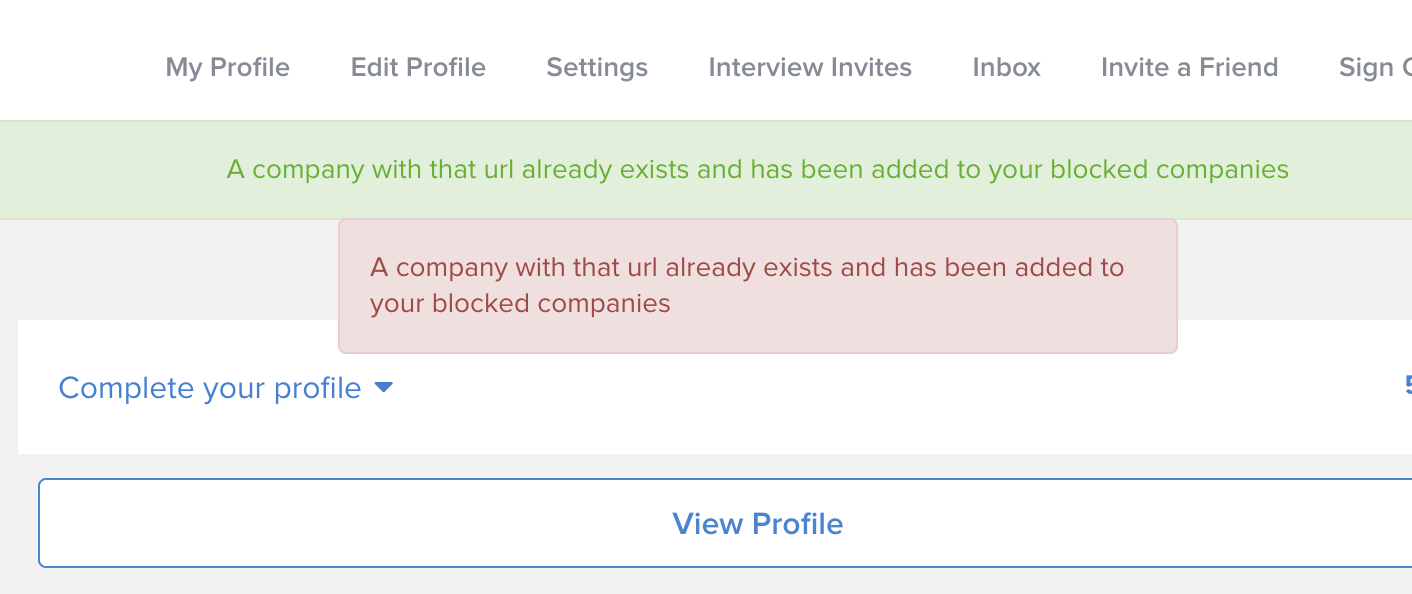 My Profile Edit Profile Settings Interview Invites Inbox Invite a Friend Sign
A company with that url already exists and has been added to your blocked companies
A company with that url already exists and has been added to
your blocked companies
Complete your profile
View Profile